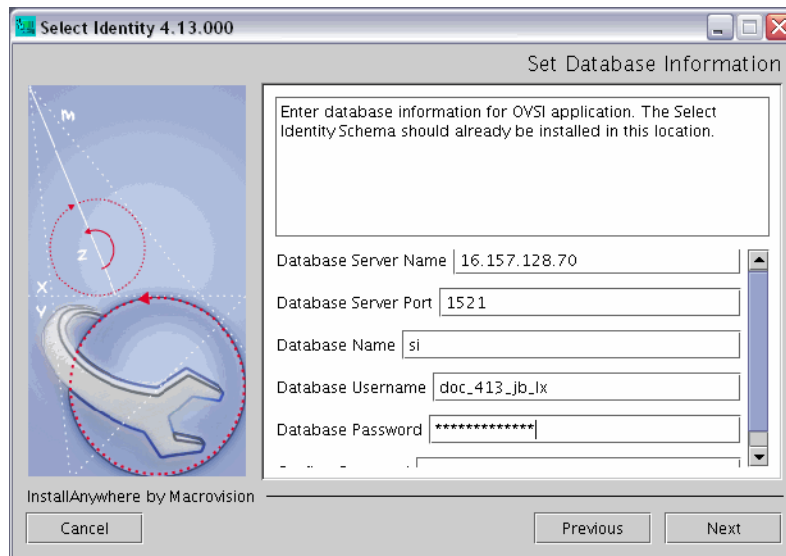 Select Identity 4.13.000
Set Database Information
M
Z
X
Y
Enter database information for OVSI application. The Select
Identity Schema should already be installed in this location.
Database Server Name 16.157.128.70
Database Server Port 1521
Database Name si
Database Username doc_413_jb_lx
Database Password *************
InstallAnywhere by Macrovision
Cancel
Previous
Next